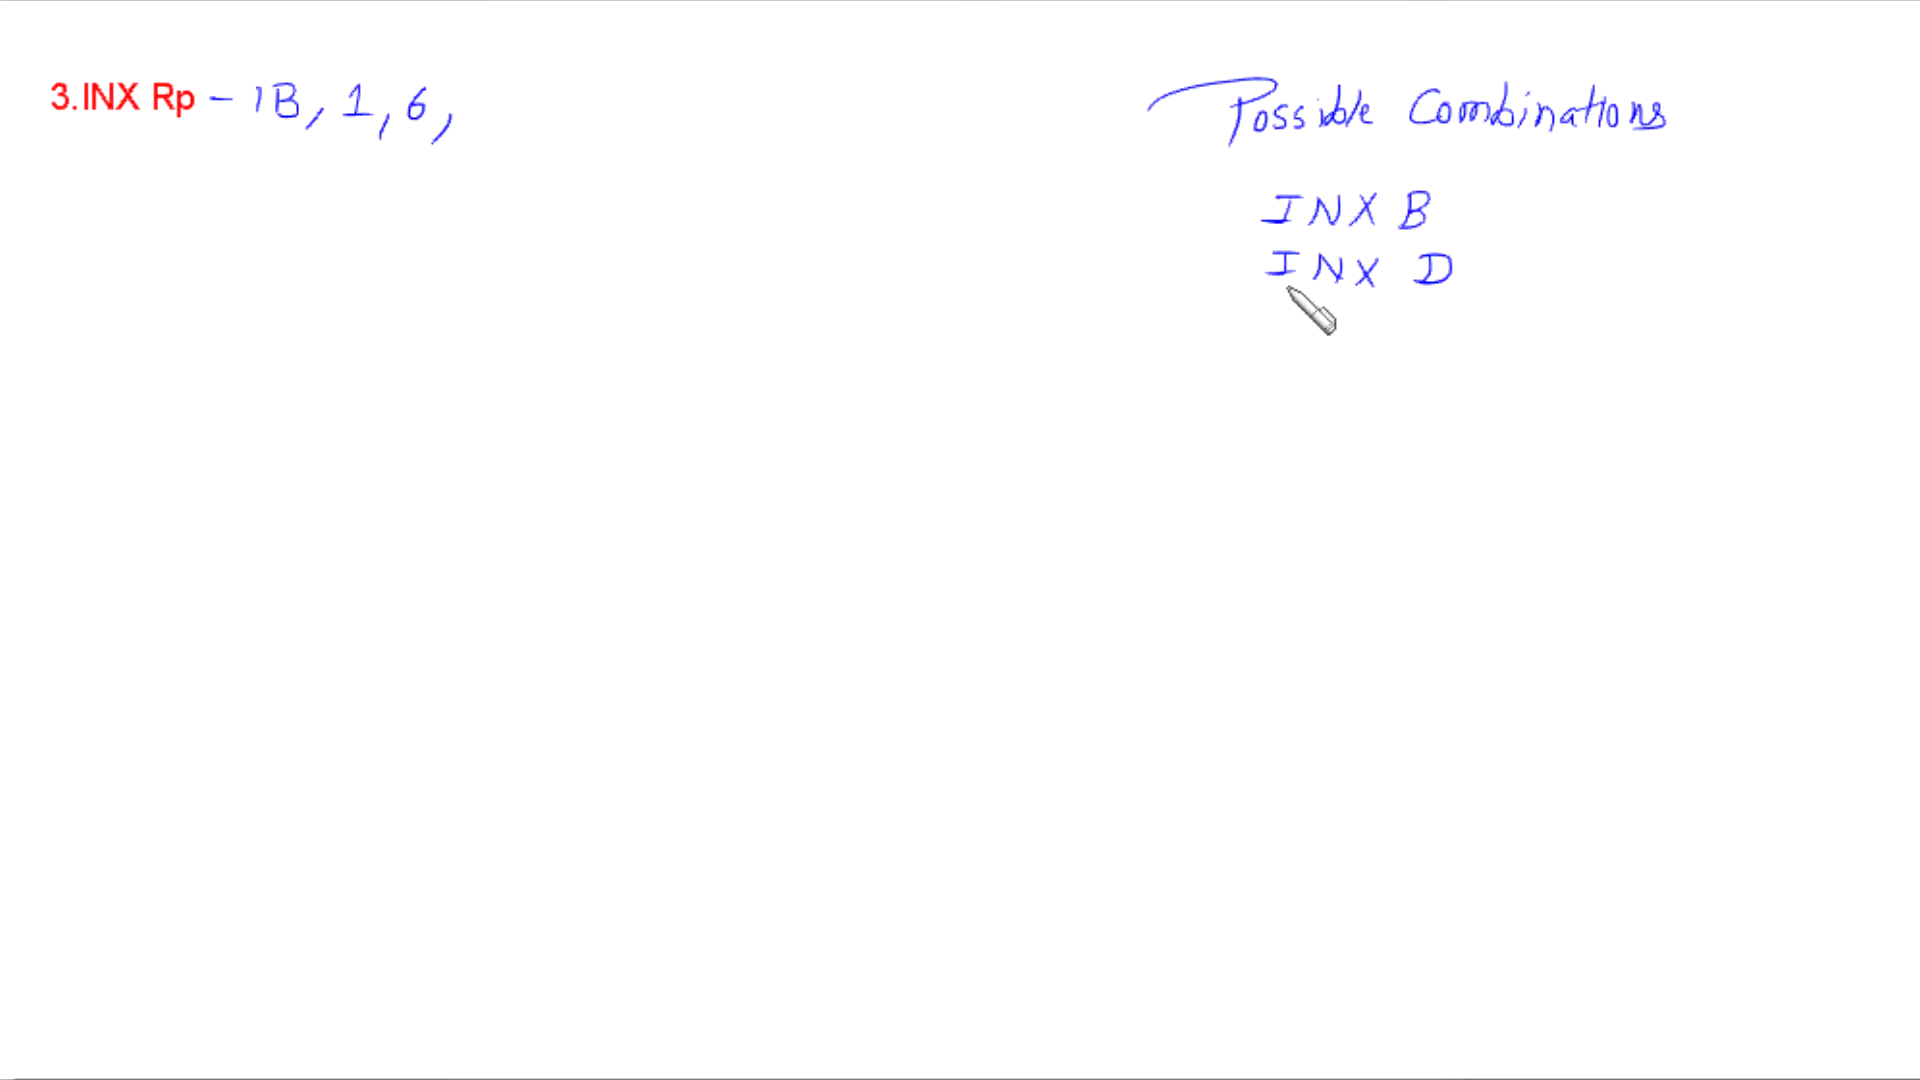 3.INX Rp - 1B, 1, 6,
Possible Combinations
INX B
INX D